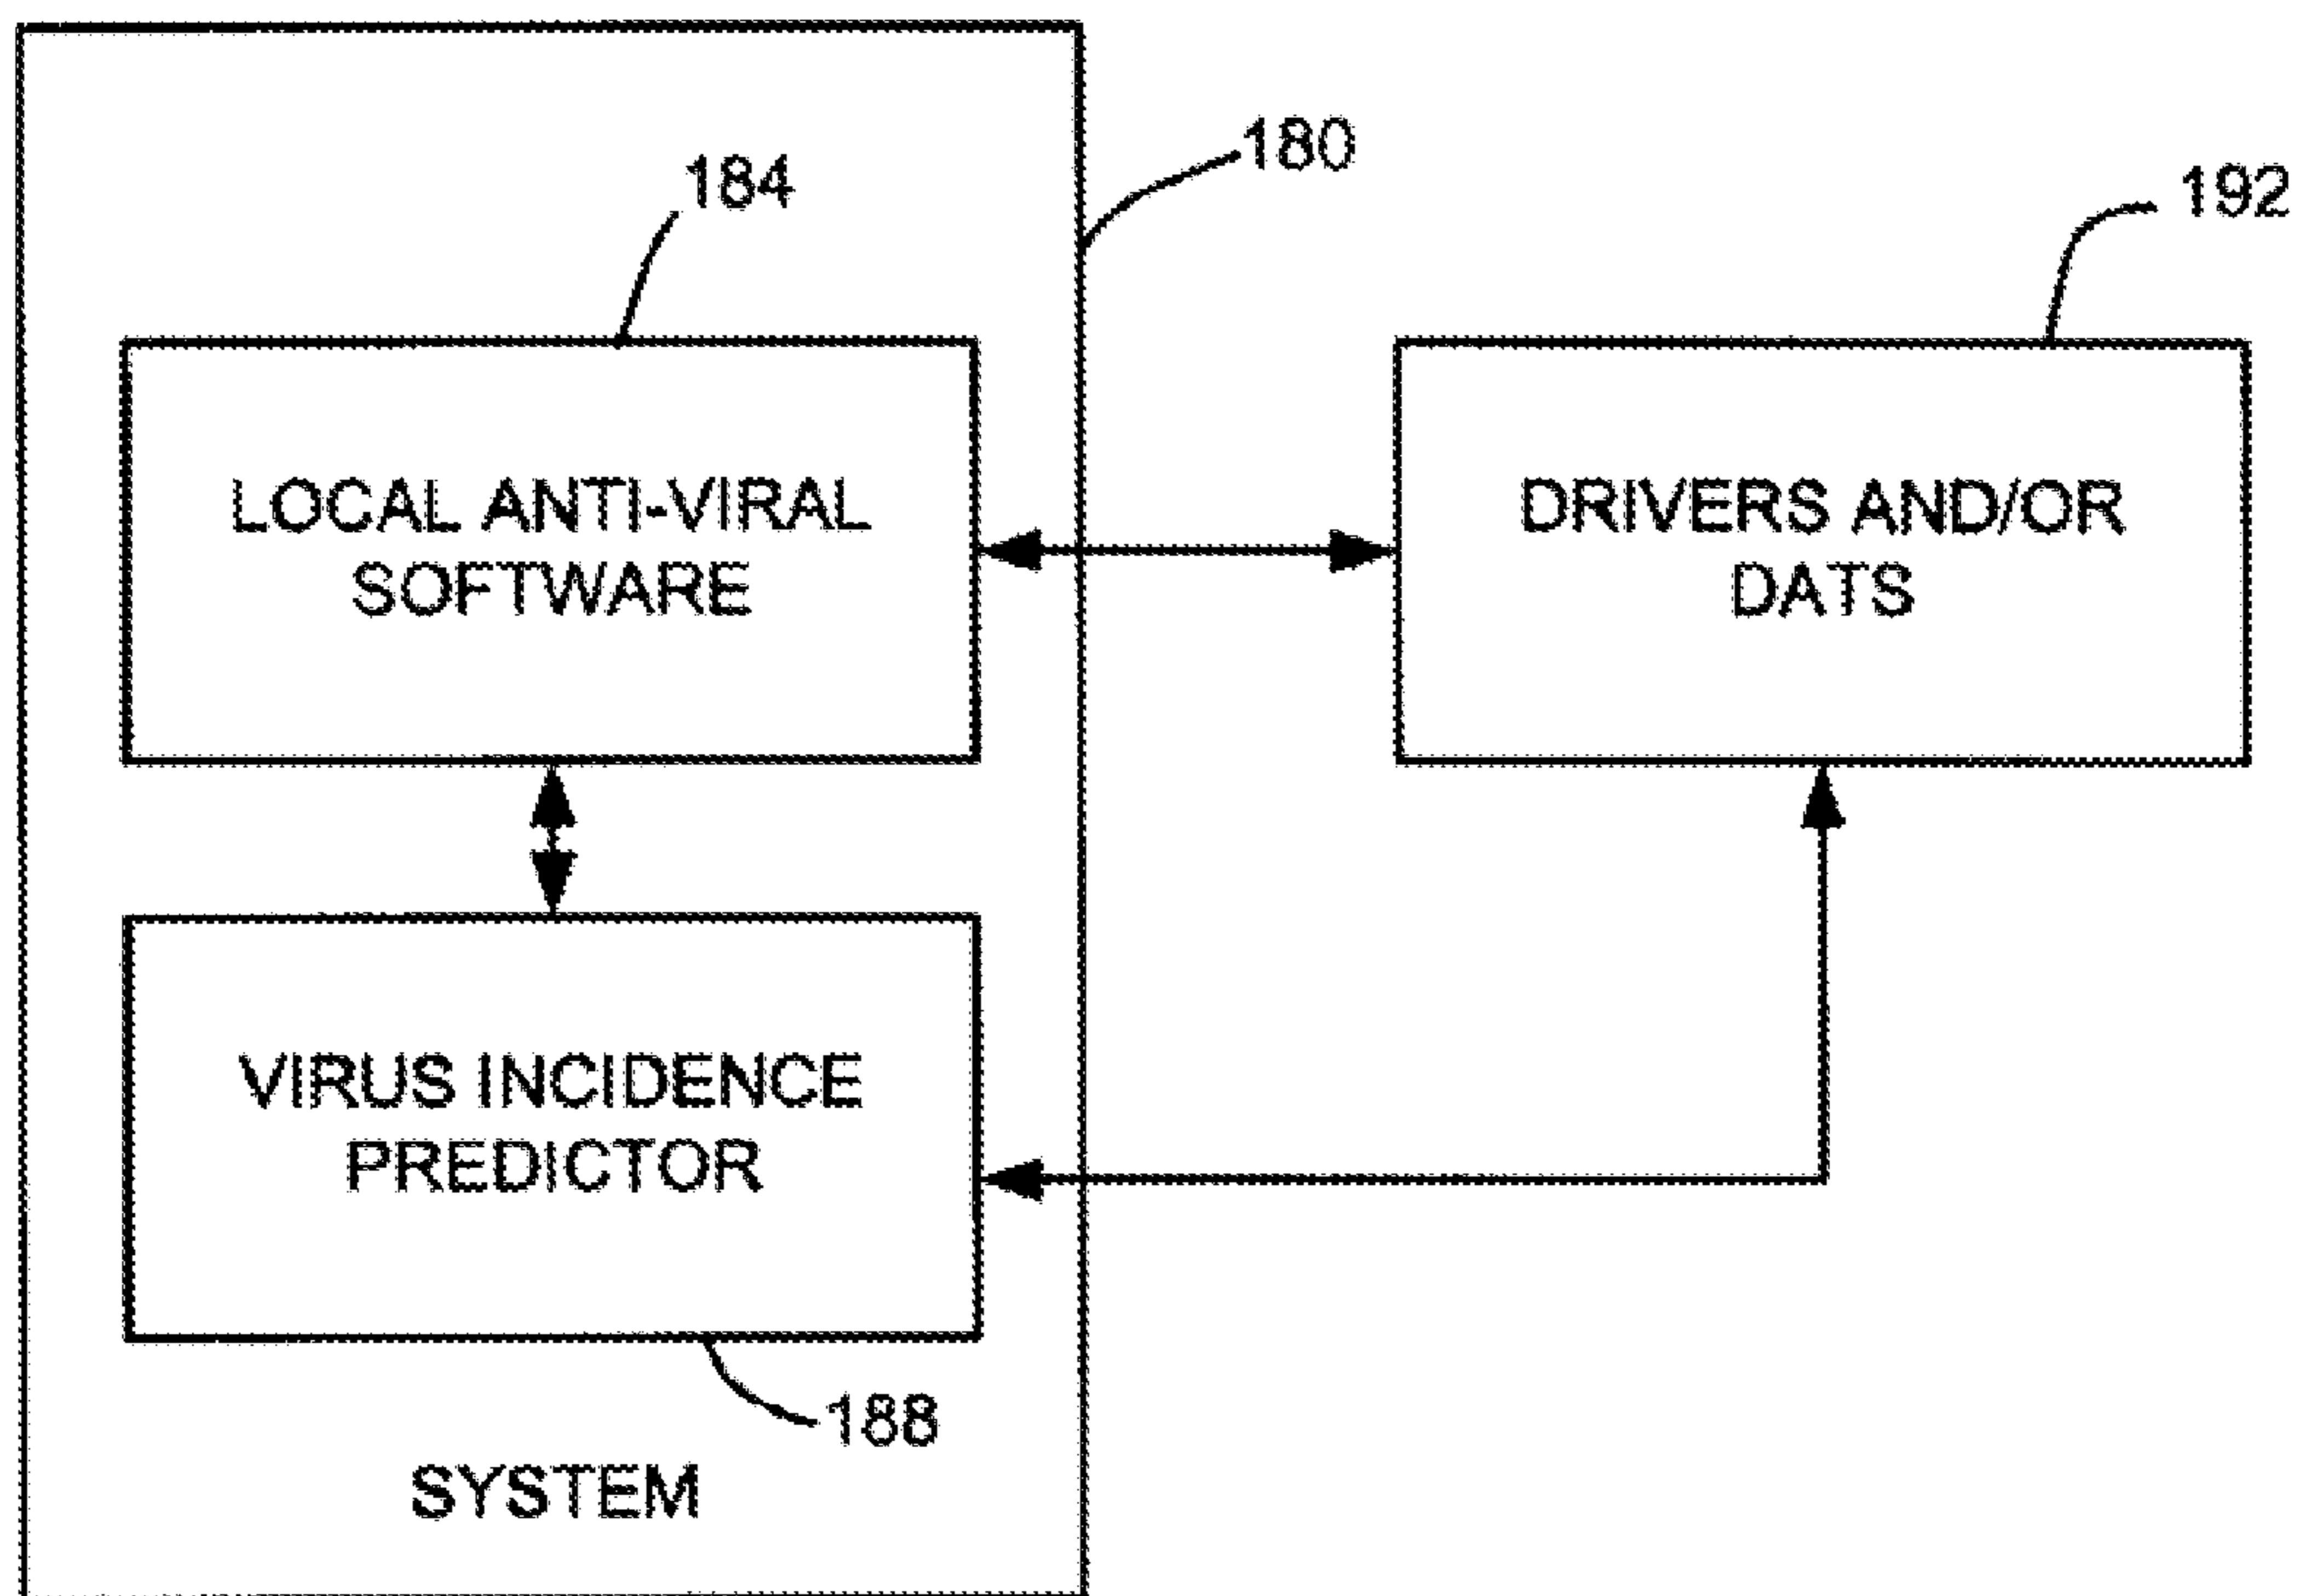 180
184
192
LOCAL ANTI-VIRAL
SOFTWARE
DRIVERS AND/OR
DATS
VIRUS INCIDENCE
PREDICTOR
188
SYSTEM